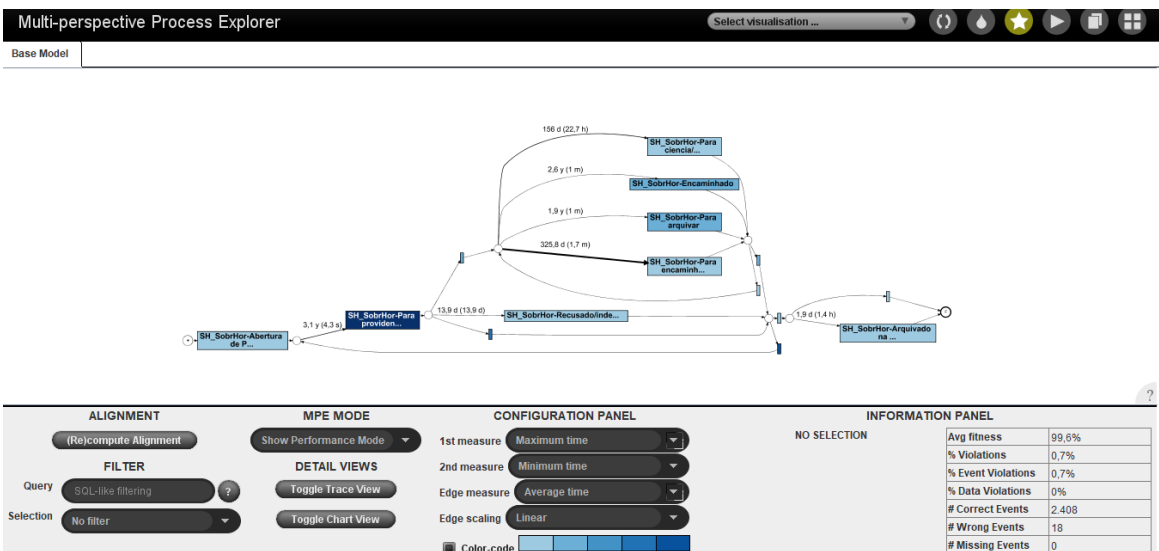 Multi-perspective Process Explorer
Select visualisation ...
Base Model
156 d (22,7 h)
SH_SobrHor-Para
ciencia/...
2,6 y (1 m)
SH_SobrHor-Encaminhado
1,9 y (1 m)
SH_SobrHor-Para
arquivar
325,8 d (1,7 m)
SH_SobrHor-Para
encaminh...
3,1 y (4,3 s)
SH_SobrHor-Para
providen...
13,9 d (13,9 d)
SH_SobrHor-Recusado/inde...
1,9 d (1,4 h)
SH_SobrHor-Arquivado
na ...
SH_SobrHor-Abertura
de P...
?
ALIGNMENT
(Re)compute Alignment
FILTER
Query
SQL-like filtering
?
Selection
No filter
MPE MODE
Show Performance Mode
DETAIL VIEWS
Toggle Trace View
Toggle Chart View
CONFIGURATION PANEL
1st measure Maximum time
2nd measure Minimum time
Edge measure Average time
Edge scaling Linear
Color-code
INFORMATION PANEL
NO SELECTION
Avg fitness 99,6%
% Violations 0,7%
% Event Violations 0,7%
% Data Violations 0%
# Correct Events 2.408
# Wrong Events 18
# Missing Events 0